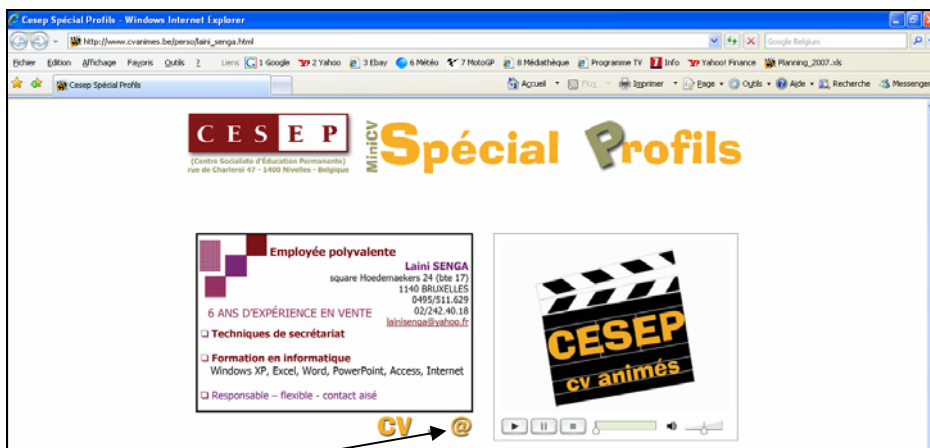 Cesep Spécial Profils - Windows Internet Explorer
http://www.cvanimes.be/perso/laini_senga.html
Google Belgium
Fichier Edition Affichage Favoris Outils ? Liens 1 Google 2 Yahoo 3 Ebay 6 Météo 7 MotoGP 8 Médiathèque Programme TV Info Yahoo! Finance Planning_2007.xls
Cesep Spécial Profils
Accueil Flux Imprimer Page Outils Aide Recherche Messenger
CESEP
(Centre Socialiste d'Éducation Permanente)
rue de Charleroi 47 - 1400 Nivelles - Belgique
MiniCV
Spécial Profils
Employée polyvalente
Laini SENGA
square Hoedemaekers 24 (bte 17)
1140 BRUXELLES
0495/511.629
02/242.40.18
lainisenga@yahoo.fr
6 ANS D'EXPÉRIENCE EN VENTE
Techniques de secrétariat
Formation en informatique
Windows XP, Excel, Word, PowerPoint, Access, Internet
Responsable – flexible - contact aisé
CV @
CESEP
cv animés